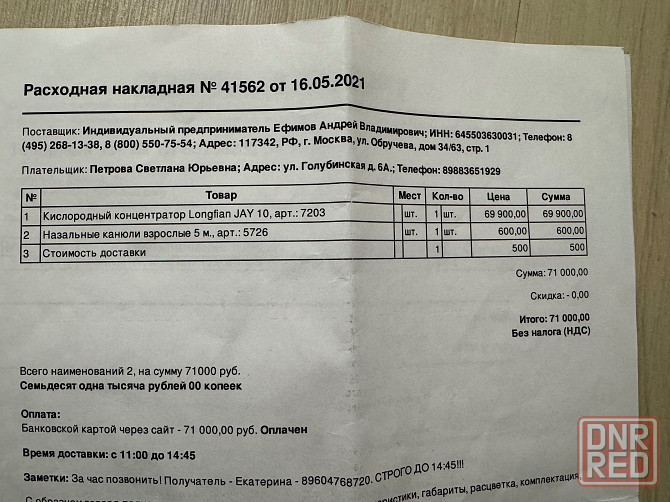 Расходная накладная № 41562 от 16.05.2021
Поставщик: Индивидуальный предприниматель Ефимов Андрей Владимирович; ИНН: 645503630031; Телефон: 8
(495) 268-13-38, 8 (800) 550-75-54; Адрес: 117342, РФ, г. Москва, ул. Обручева, дом 34/63, стр. 1
Плательщик: Петрова Светлана Юрьевна; Адрес: ул. Голубинская д. 6А.; Телефон: 89883651929
№ Товар Мест Кол-во Цена Сумма
1 Кислородный концентратор Longfian JAY 10, арт.: 7203 шт. 1 шт. 69 900,00 69 900,00
2 Назальные канюли взрослые 5 м., арт.: 5726 шт. 1 шт. 600,00 600,00
3 Стоимость доставки 1 500 500
Сумма: 71 000,00
Скидка: - 0,00
Итого: 71 000,00
Без налога (НДС)
Всего наименований 2, на сумму 71000 руб.
Семьдесят одна тысяча рублей 00 копеек
Оплата:
Банковской картой через сайт - 71 000,00 руб. Оплачен
Время доставки: с 11:00 до 14:45
Заметки: За час позвонить! Получатель - Екатерина - 89604768720. СТРОГО ДО 14:45!!!
габариты, расцветка, комплектация
DNR
RED